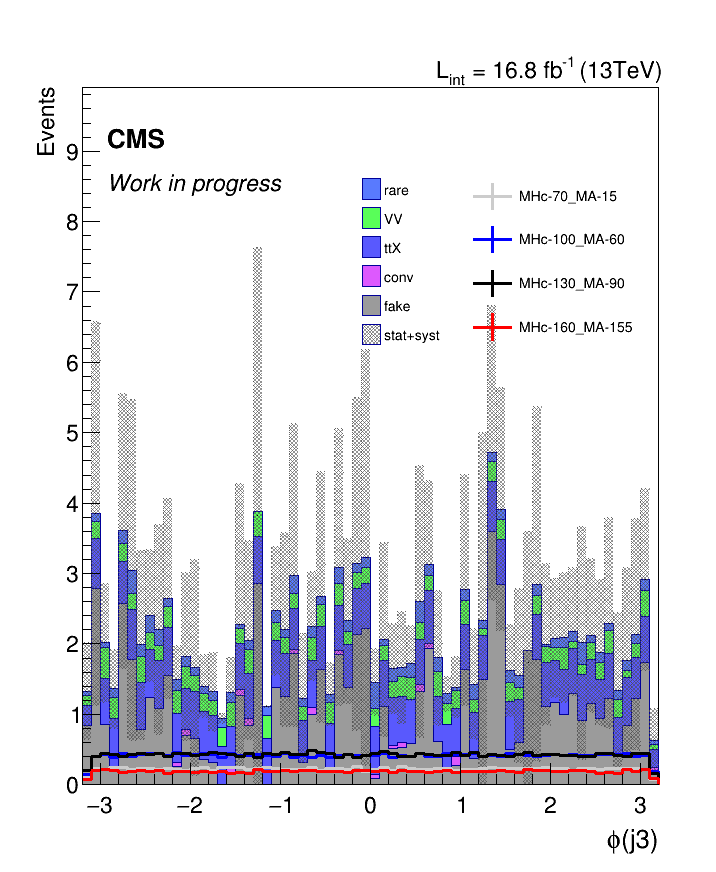 L_int = 16.8 fb^-1 (13TeV)
Events
CMS
Work in progress
rare
VV
ttX
conv
fake
stat+syst
MHc-70_MA-15
MHc-100_MA-60
MHc-130_MA-90
MHc-160_MA-155
9
8
7
6
5
4
3
2
1
0
−3 −2 −1 0 1 2 3
ϕ(j3)